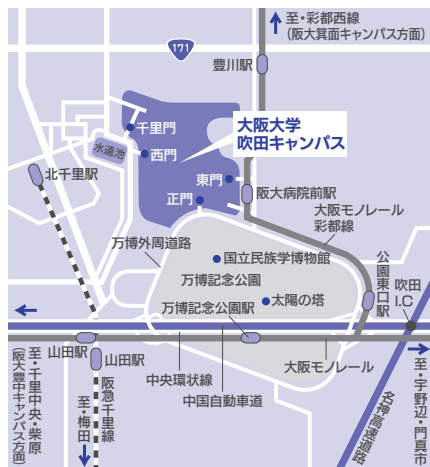 至・彩都西線
(阪大箕面キャンパス方面)
171
豊川駅
千里門
大阪大学
吹田キャンパス
水遠池
西門
北千里駅
東門
正門
阪大病院前駅
大阪モノレール
彩都線
万博外周道路
国立民族学博物館
万博記念公園
公園東口駅
吹田
I.C
万博記念公園駅
太陽の塔
山田駅
山田駅
中央環状線
大阪モノレール
中国自動車道
至・千里中央・柴原
(阪大豊中キャンパス方面)
阪急千里線
至・梅田
名神高速道路
至・宇野辺・門真市